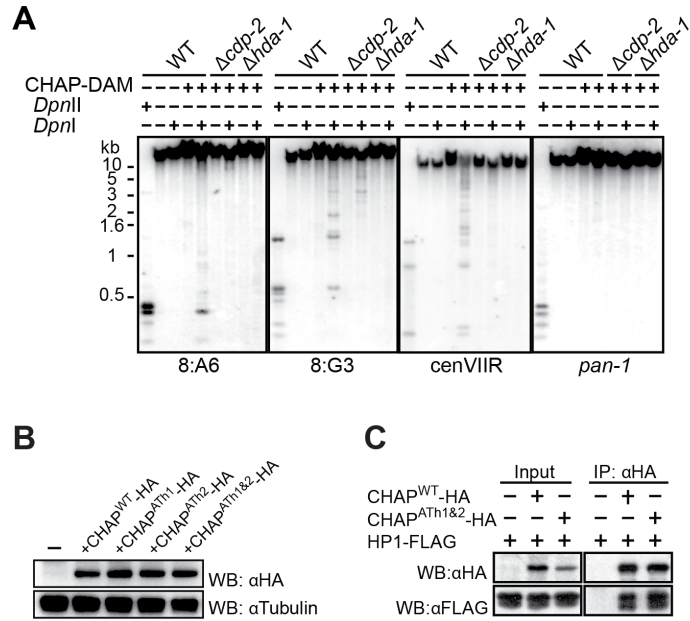 A
WT Δcdp-2 Δhda-1 WT Δcdp-2 Δhda-1 WT Δcdp-2 Δhda-1 WT Δcdp-2 Δhda-1
CHAP-DAM − − − + + + + + + − − − + + + + + + − − − + + + + + + − − − + + + + + +
DpnII + − − − − − − − − + − − − − − − − − + − − − − − − − − + − − − − − − − −
DpnI − − + − + − + − + − − + − + − + − + − − + − + − + − + − − + − + − + − +
kb
10
5
3
2
1.6
1
0.5
8:A6 8:G3 cenVIIR pan-1
B
− +CHAPWT-HA +CHAPATh1-HA +CHAPATh2-HA +CHAPATh1&2-HA
WB: αHA
WB: αTubulin
C
Input IP: αHA
CHAPWT-HA − + − − + −
CHAPATh1&2-HA − − + − − +
HP1-FLAG + + + + + +
WB:αHA
WB:αFLAG